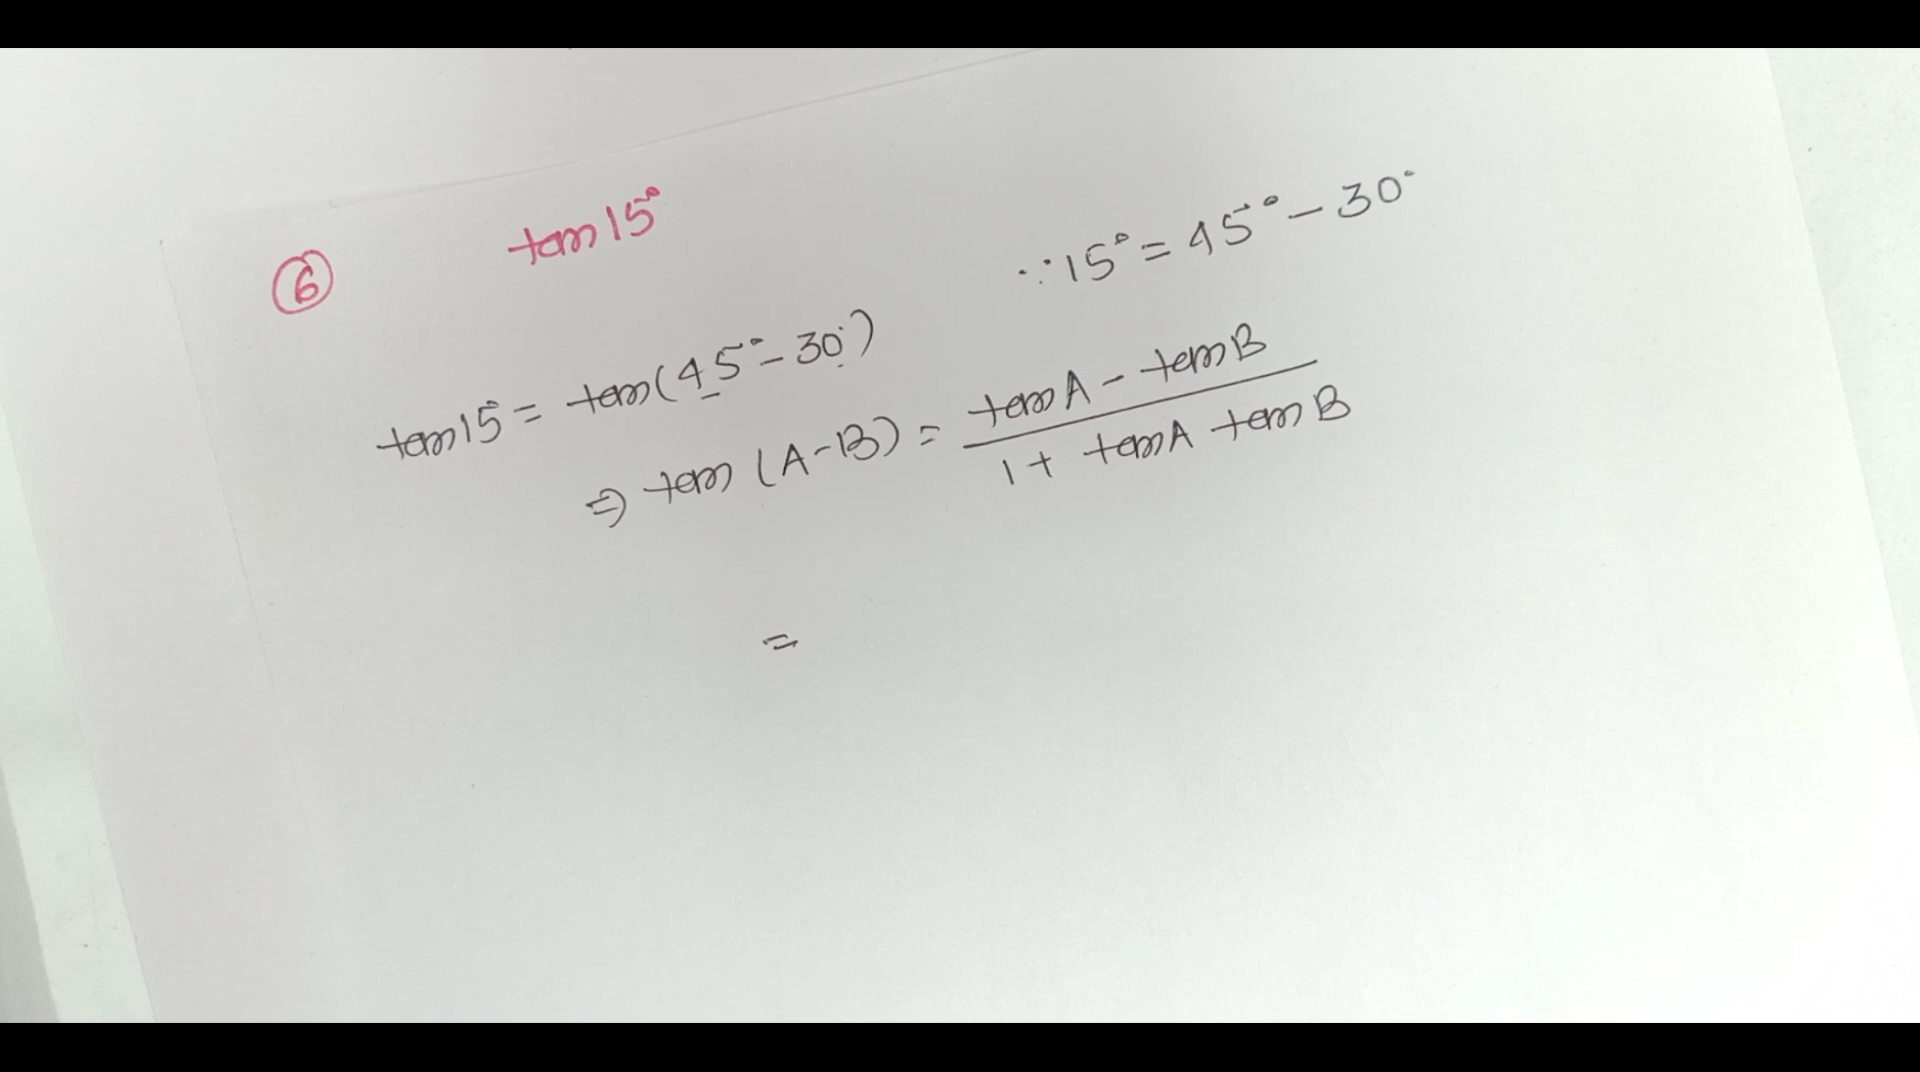 ⑥ tan 15°
∵ 15° = 45° - 30°
tan 15° = tan (45° - 30°)
⇒ tan (A - B) = tan A - tan B / 1 + tan A tan B
=